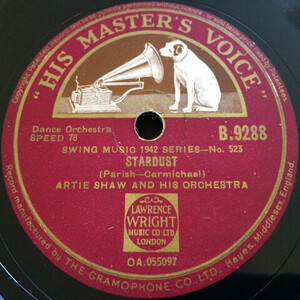 "HIS MASTER'S VOICE"
Dance Orchestra
SPEED 78
B.9288
SWING MUSIC 1942 SERIES—No. 523
STARDUST
(Parish-Carmichael)
ARTIE SHAW AND HIS ORCHESTRA
LAWRENCE
WRIGHT
MUSIC CO LTD
LONDON
OA.055097
Made by THE GRAMOPHONE CO. LTD. Hayes, Middlesex, England.